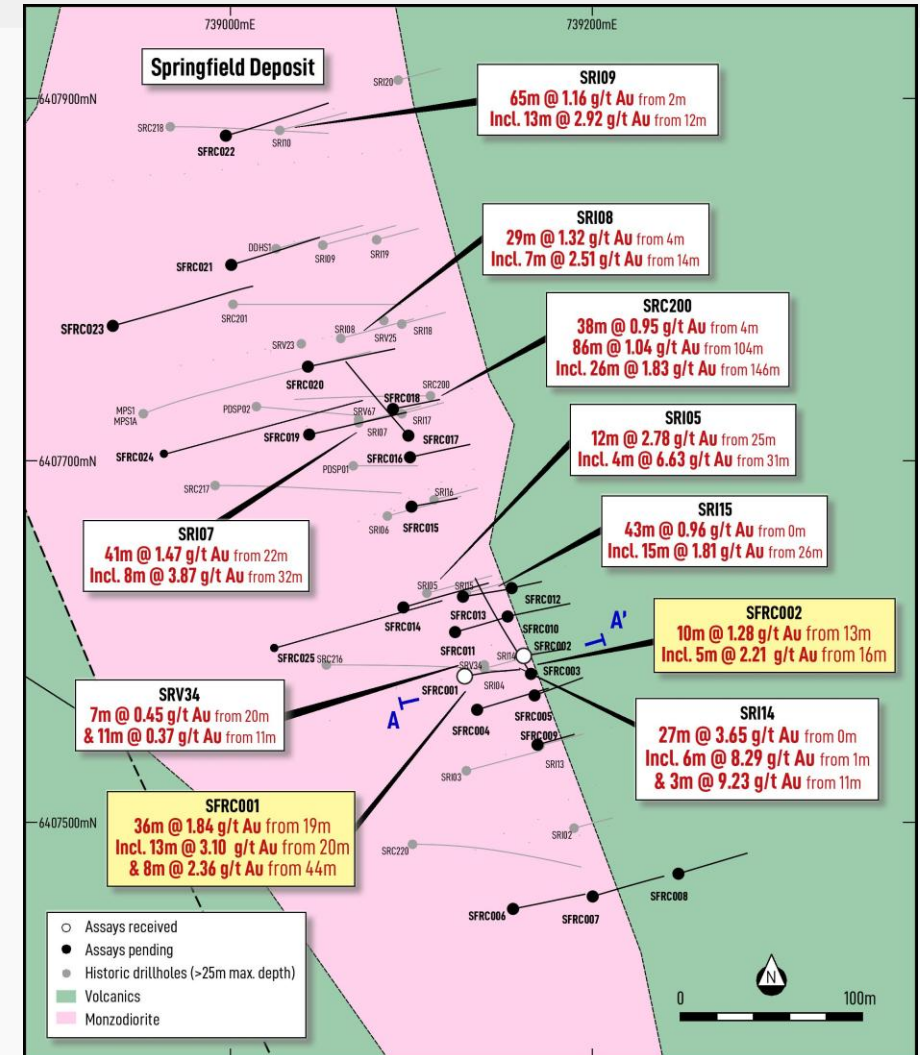 739000mE
739200mE
Springfield Deposit
6407900mN
6407700mN
6407500mN
SRI09
65m @ 1.16 g/t Au from 2m
Incl. 13m @ 2.92 g/t Au from 12m
SRI08
29m @ 1.32 g/t Au from 4m
Incl. 7m @ 2.51 g/t Au from 14m
SRC200
38m @ 0.95 g/t Au from 4m
86m @ 1.04 g/t Au from 104m
Incl. 26m @ 1.83 g/t Au from 146m
SRI05
12m @ 2.78 g/t Au from 25m
Incl. 4m @ 6.63 g/t Au from 31m
SRI15
43m @ 0.96 g/t Au from 0m
Incl. 15m @ 1.81 g/t Au from 26m
SRI07
41m @ 1.47 g/t Au from 22m
Incl. 8m @ 3.87 g/t Au from 32m
SFRC002
10m @ 1.28 g/t Au from 13m
Incl. 5m @ 2.21 g/t Au from 16m
SRV34
7m @ 0.45 g/t Au from 20m
& 11m @ 0.37 g/t Au from 11m
SRI14
27m @ 3.65 g/t Au from 0m
Incl. 6m @ 8.29 g/t Au from 1m
& 3m @ 9.23 g/t Au from 11m
SFRC001
36m @ 1.84 g/t Au from 19m
Incl. 13m @ 3.10 g/t Au from 20m
& 8m @ 2.36 g/t Au from 44m
SRI20
SRC218
SRI10
SFRC022
DDHS1
SRI09
SRI19
SFRC021
SFRC023
SRC201
SRI08
SRV25
SRI18
SRV23
SFRC020
SRC200
MPS1
MPS1A
PDSP02
SFRC018
SRV67
SRI17
SRI07
SFRC019
SFRC017
SFRC024
SFRC016
PDSP01
SRC217
SRI16
SRI06
SFRC015
SRI05
SRI15
SFRC012
SFRC014
SFRC013
SFRC010
SFRC011
A'
SFRC025
SRC216
SRI14
SFRC002
SRV34
SFRC003
SFRC001
SRI04
A
SFRC004
SFRC005
SFRC009
SRI13
SRI03
SRI02
SRC220
SFRC008
SFRC006
SFRC007
Assays received
Assays pending
Historic drillholes (>25m max. depth)
Volcanics
Monzodiorite
N
0
100m